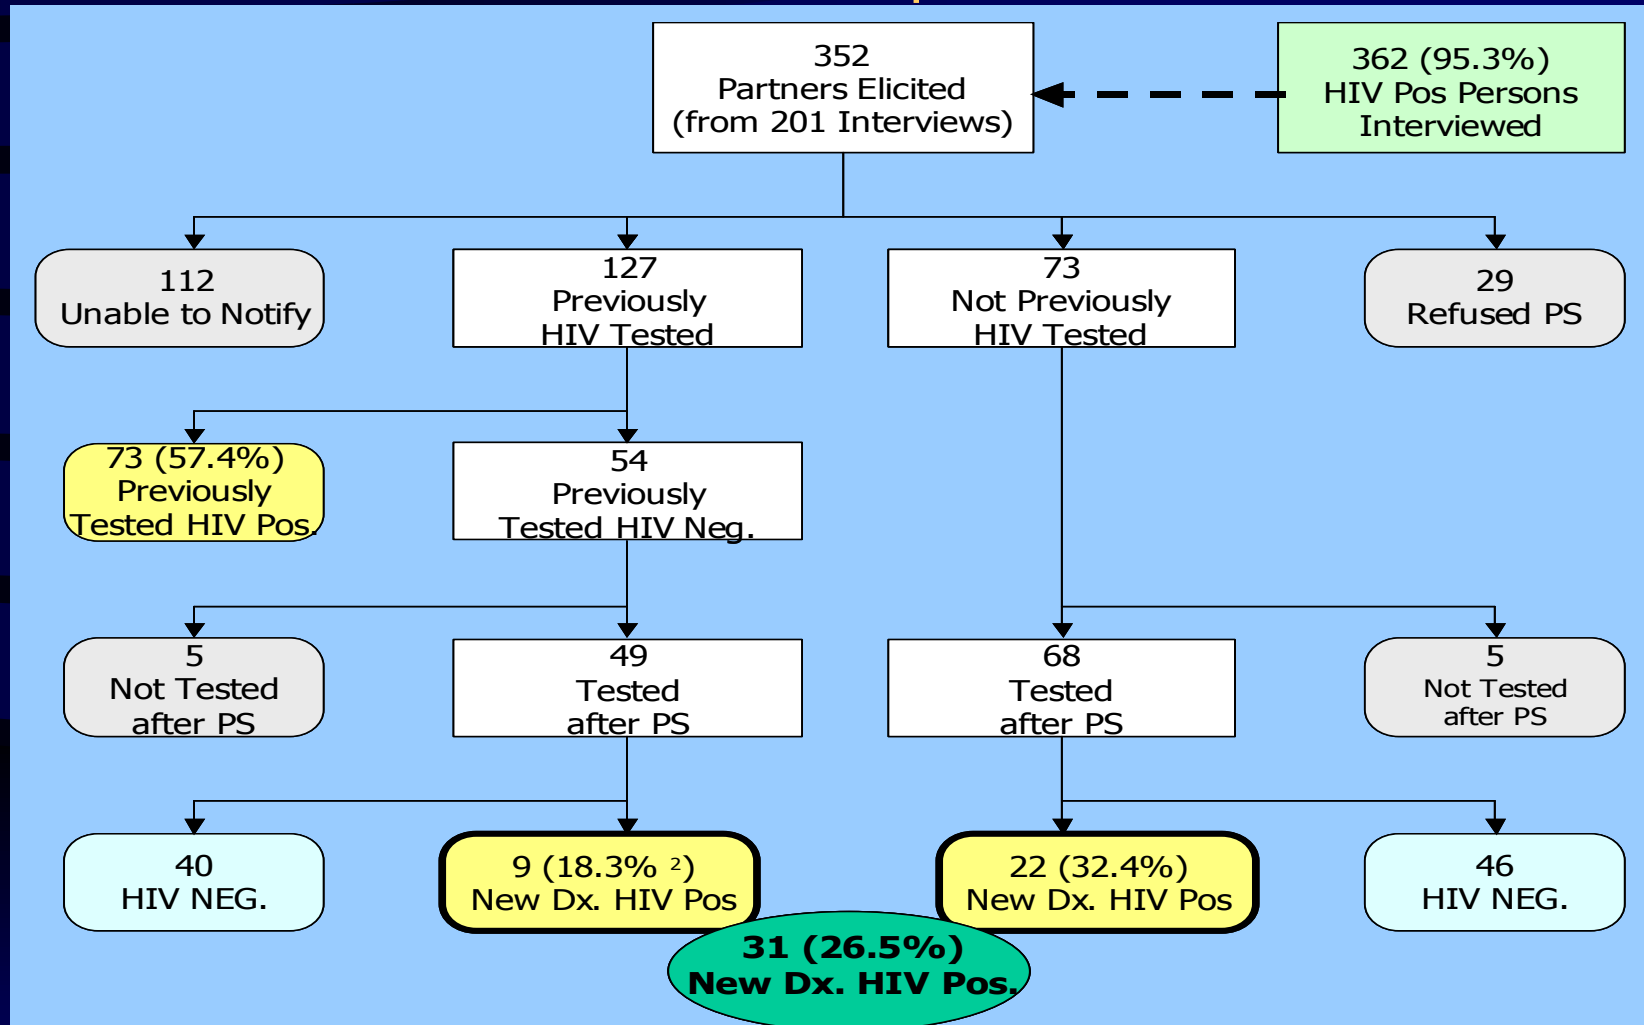 352
Partners Elicited
(from 201 Interviews)
362 (95.3%)
HIV Pos Persons
Interviewed
112
Unable to Notify
127
Previously
HIV Tested
73
Not Previously
HIV Tested
29
Refused PS
73 (57.4%)
Previously
Tested HIV Pos.
54
Previously
Tested HIV Neg.
5
Not Tested
after PS
49
Tested
after PS
68
Tested
after PS
5
Not Tested
after PS
40
HIV NEG.
9 (18.3% ²)
New Dx. HIV Pos
22 (32.4%)
New Dx. HIV Pos
46
HIV NEG.
31 (26.5%)
New Dx. HIV Pos.